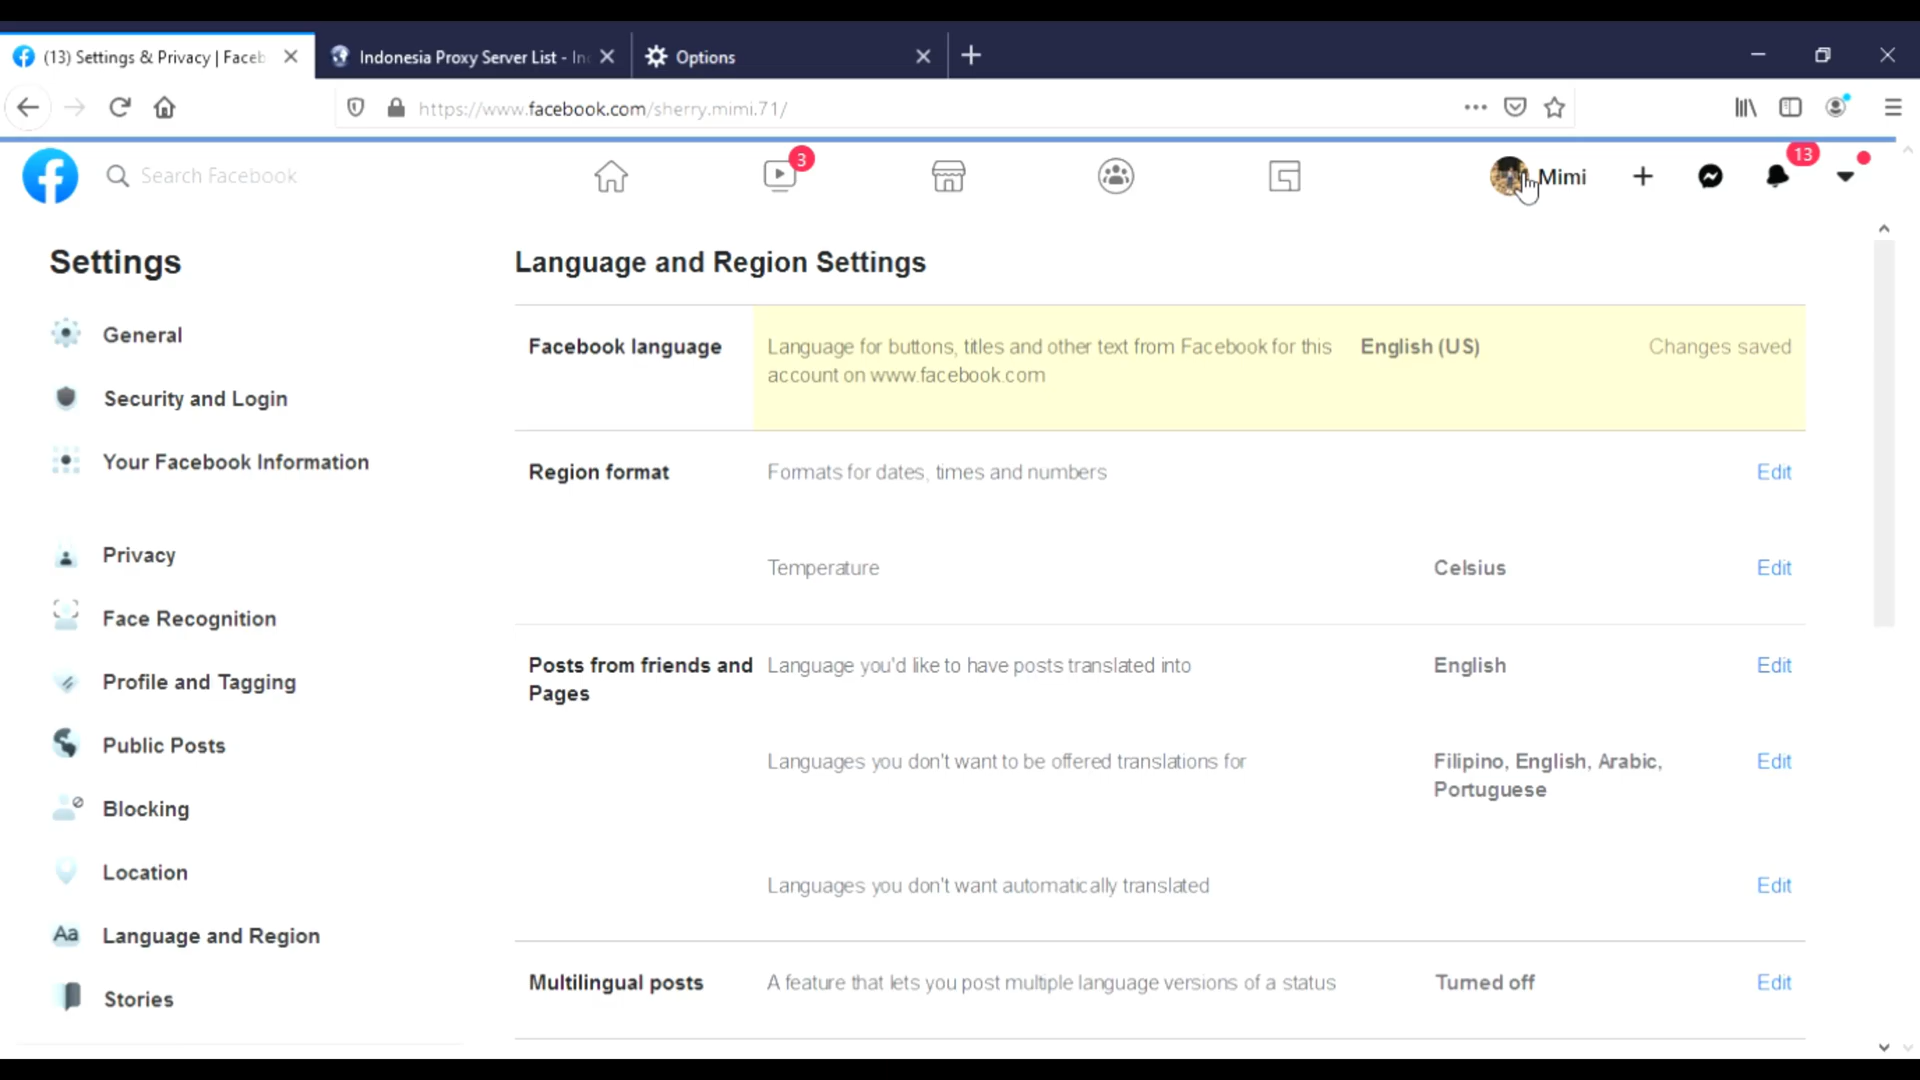 (13) Settings & Privacy | Faceb
Indonesia Proxy Server List - In
Options
https://www.facebook.com/sherry.mimi.71/
Search Facebook
3
Mimi
13
Settings
General
Security and Login
Your Facebook Information
Privacy
Face Recognition
Profile and Tagging
Public Posts
Blocking
Location
Aa Language and Region
Stories
Language and Region Settings
Facebook language
Language for buttons, titles and other text from Facebook for this
account on www.facebook.com
English (US)
Changes saved
Region format
Formats for dates, times and numbers
Edit
Temperature
Celsius
Edit
Posts from friends and
Pages
Language you'd like to have posts translated into
English
Edit
Languages you don't want to be offered translations for
Filipino, English, Arabic,
Portuguese
Edit
Languages you don't want automatically translated
Edit
Multilingual posts
A feature that lets you post multiple language versions of a status
Turned off
Edit